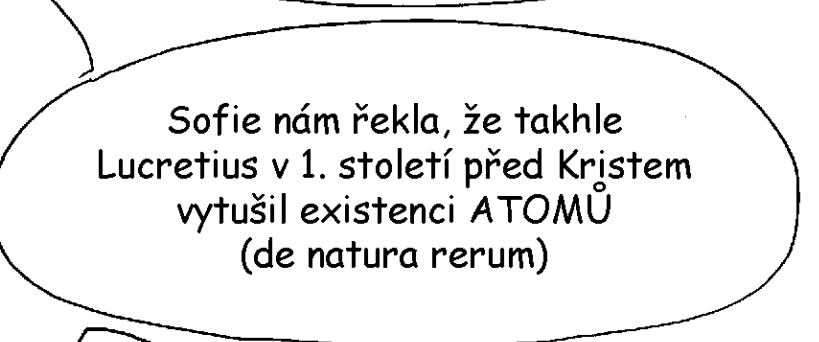 Sofie nám řekla, že takhle
Lucretius v 1. století před Kristem
vytušil existenci ATOMŮ
(de natura rerum)